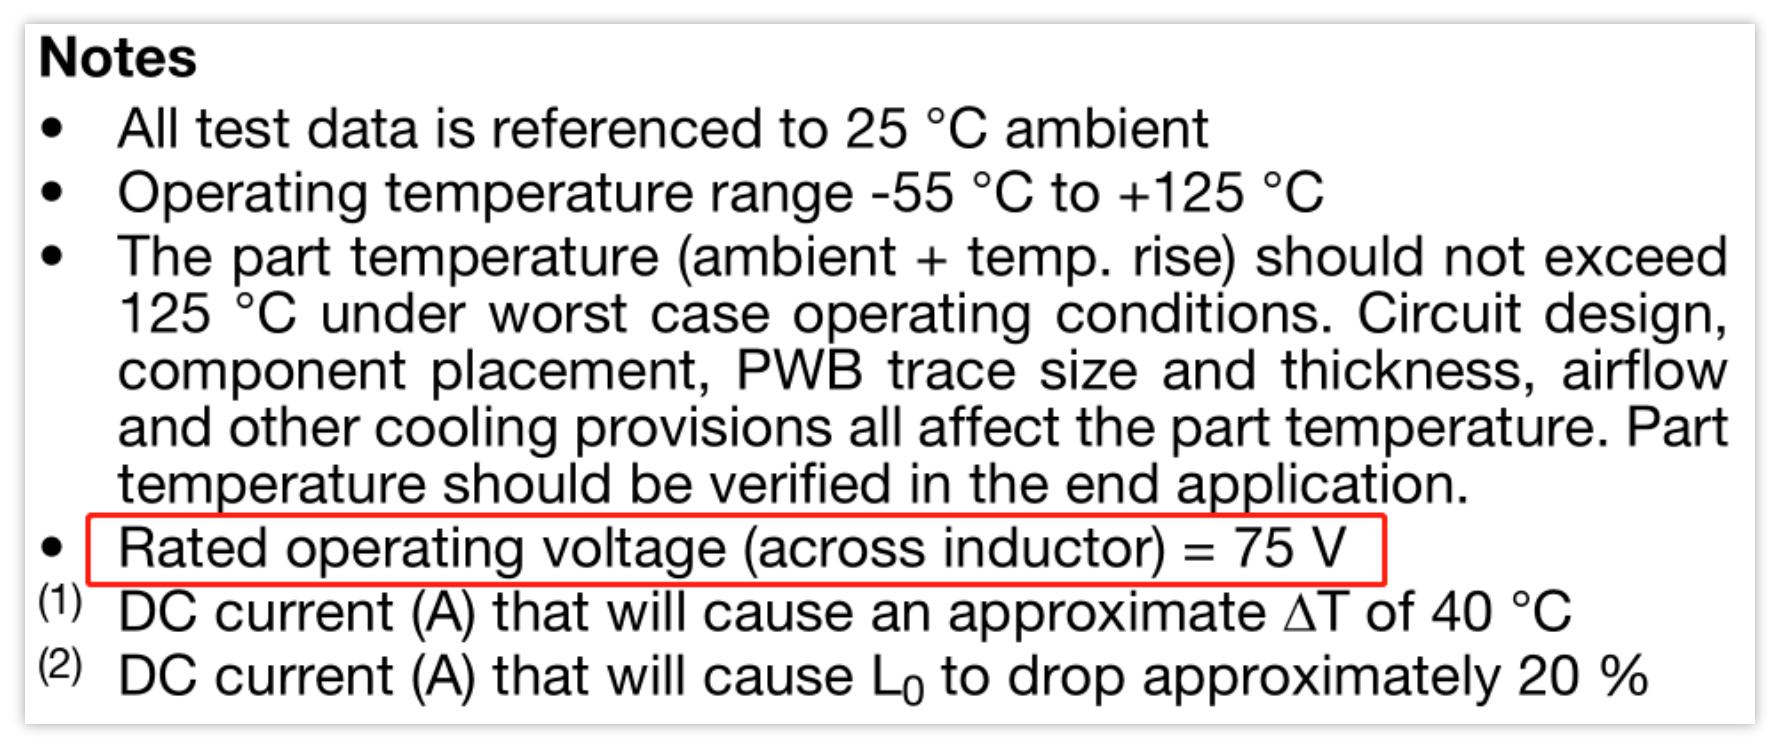 Notes
• All test data is referenced to 25 °C ambient
• Operating temperature range -55 °C to +125 °C
• The part temperature (ambient + temp. rise) should not exceed
125 °C under worst case operating conditions. Circuit design,
component placement, PWB trace size and thickness, airflow
and other cooling provisions all affect the part temperature. Part
temperature should be verified in the end application.
• Rated operating voltage (across inductor) = 75 V
(1) DC current (A) that will cause an approximate ΔT of 40 °C
(2) DC current (A) that will cause L0 to drop approximately 20 %